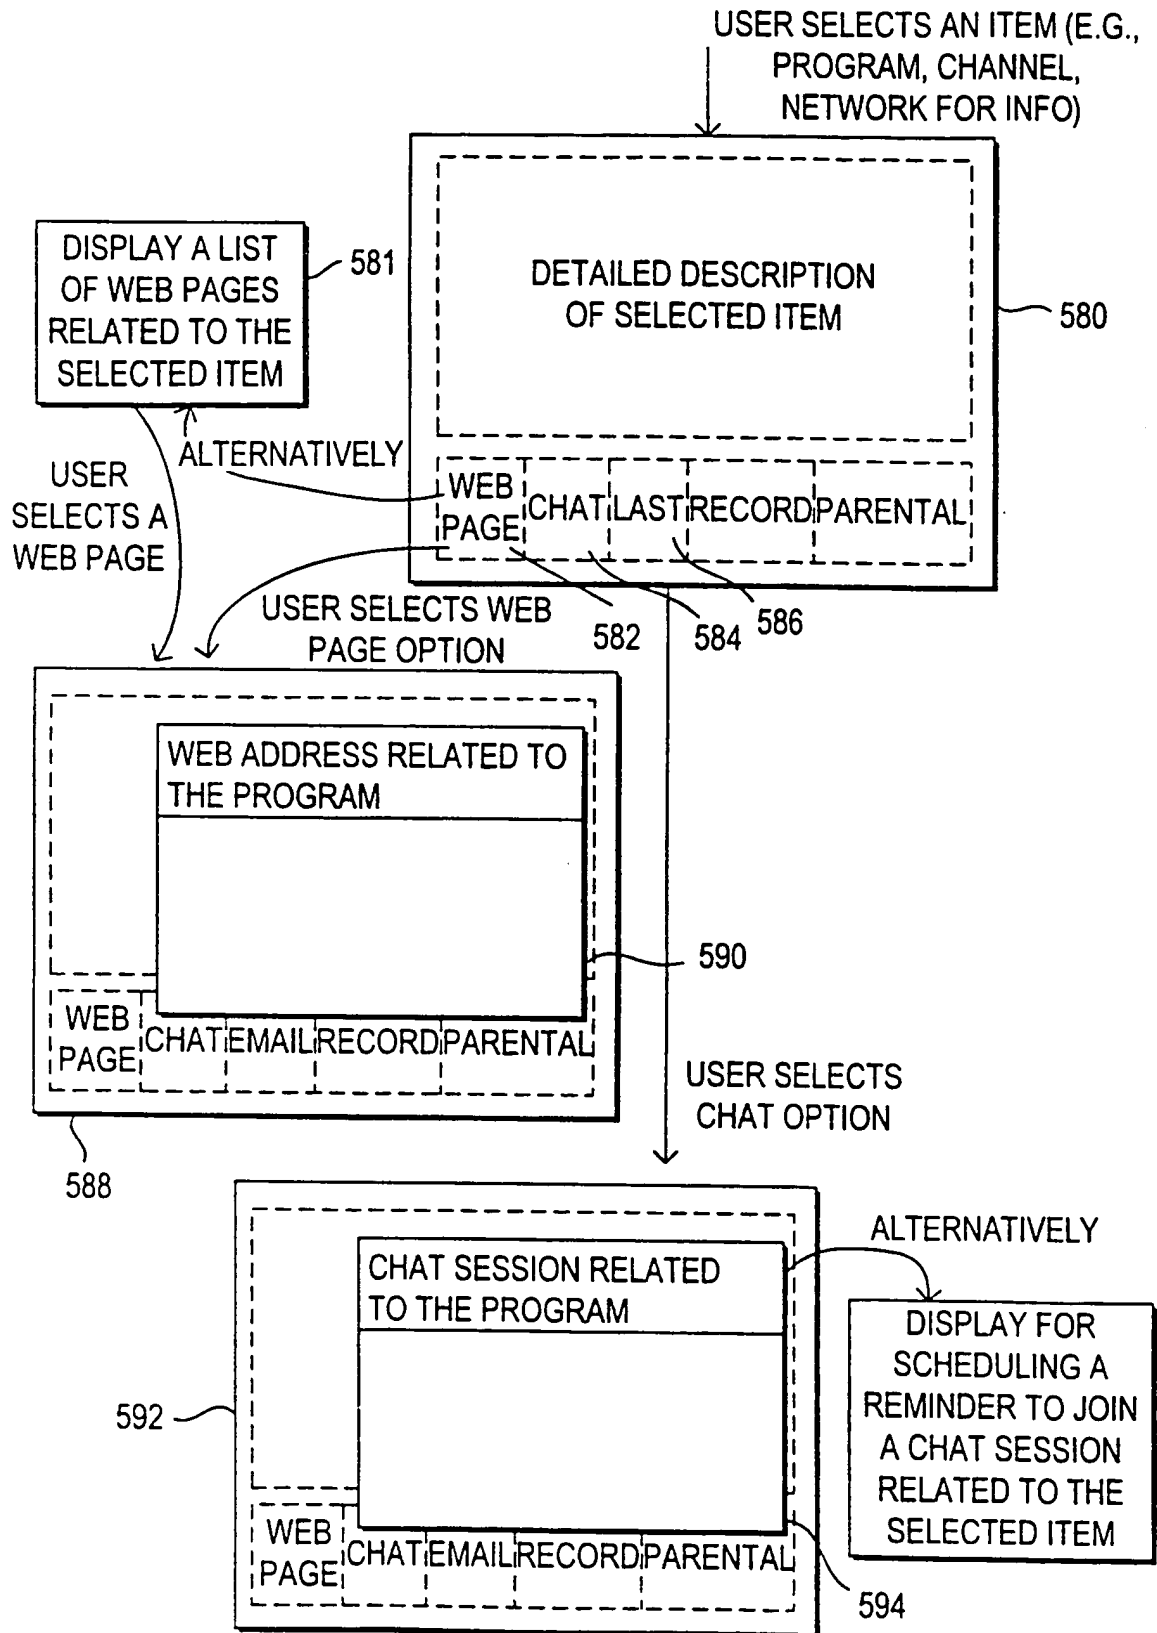 USER SELECTS AN ITEM (E.G.,
PROGRAM, CHANNEL,
NETWORK FOR INFO)
DISPLAY A LIST
OF WEB PAGES
RELATED TO THE
SELECTED ITEM
581
DETAILED DESCRIPTION
OF SELECTED ITEM
580
ALTERNATIVELY
USER
SELECTS A
WEB PAGE
WEB
PAGE
CHAT
LAST
RECORD
PARENTAL
582
584
586
USER SELECTS WEB
PAGE OPTION
WEB ADDRESS RELATED TO
THE PROGRAM
590
WEB
PAGE
CHAT
EMAIL
RECORD
PARENTAL
588
USER SELECTS
CHAT OPTION
CHAT SESSION RELATED
TO THE PROGRAM
ALTERNATIVELY
DISPLAY FOR
SCHEDULING A
REMINDER TO JOIN
A CHAT SESSION
RELATED TO THE
SELECTED ITEM
592
WEB
PAGE
CHAT
EMAIL
RECORD
PARENTAL
594